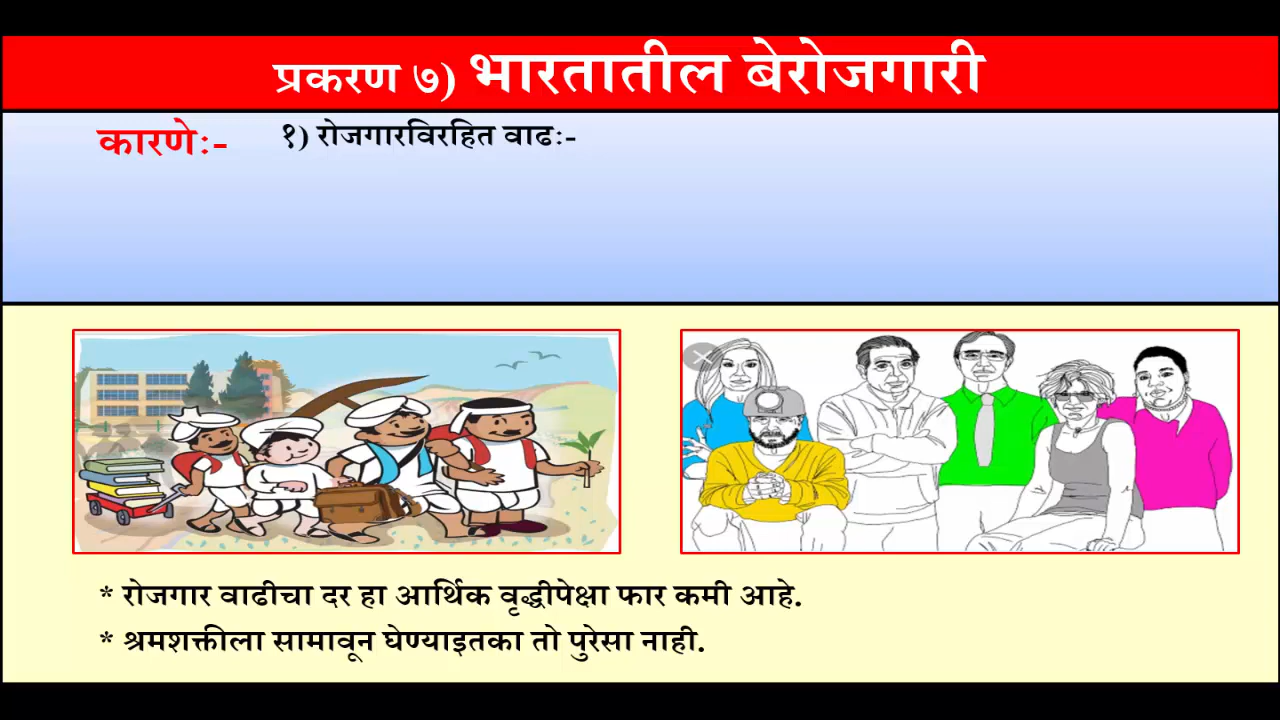 प्रकरण ७) भारतातील बेरोजगारी
कारणे:- १) रोजगारविरहित वाढ:-
* रोजगार वाढीचा दर हा आर्थिक वृद्धीपेक्षा फार कमी आहे.
* श्रमशक्तीला सामावून घेण्याइतका तो पुरेसा नाही.